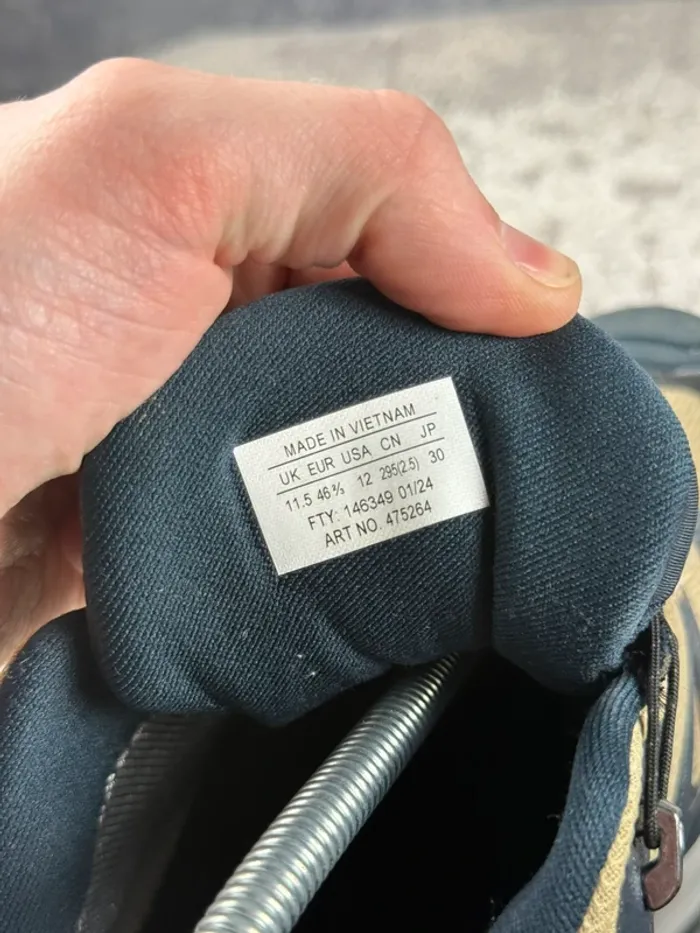 MADE IN VIETNAM
UK EUR USA CN JP
11.5 46⅔ 12 295(2.5) 30
FTY: 146349 01/24
ART NO. 475264